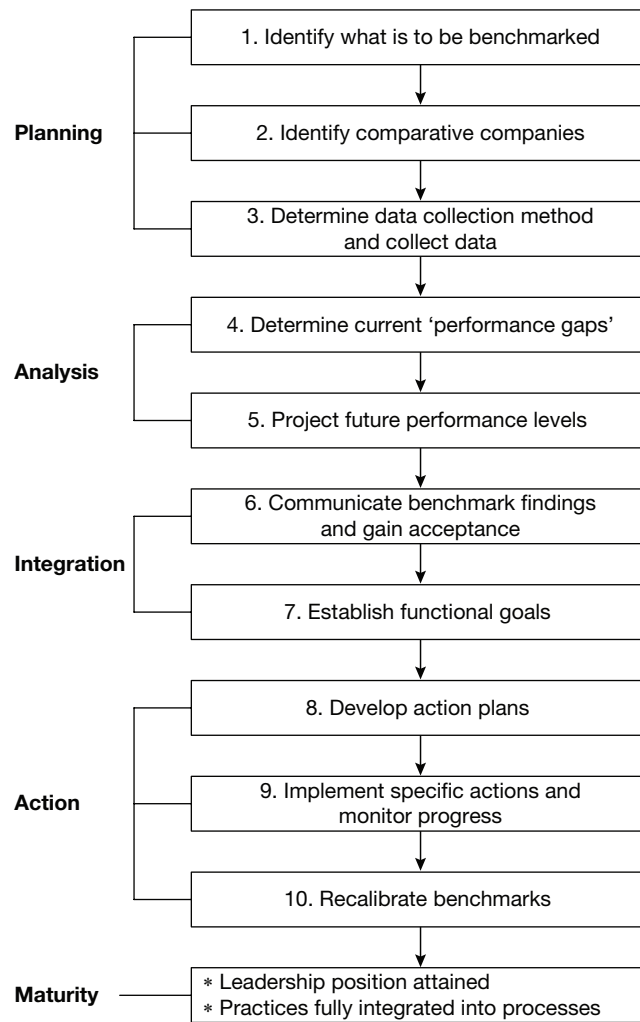 1. Identify what is to be benchmarked
Planning
2. Identify comparative companies
3. Determine data collection method
and collect data
4. Determine current ‘performance gaps’
Analysis
5. Project future performance levels
6. Communicate benchmark findings
and gain acceptance
Integration
7. Establish functional goals
8. Develop action plans
Action
9. Implement specific actions and
monitor progress
10. Recalibrate benchmarks
Maturity
* Leadership position attained
* Practices fully integrated into processes